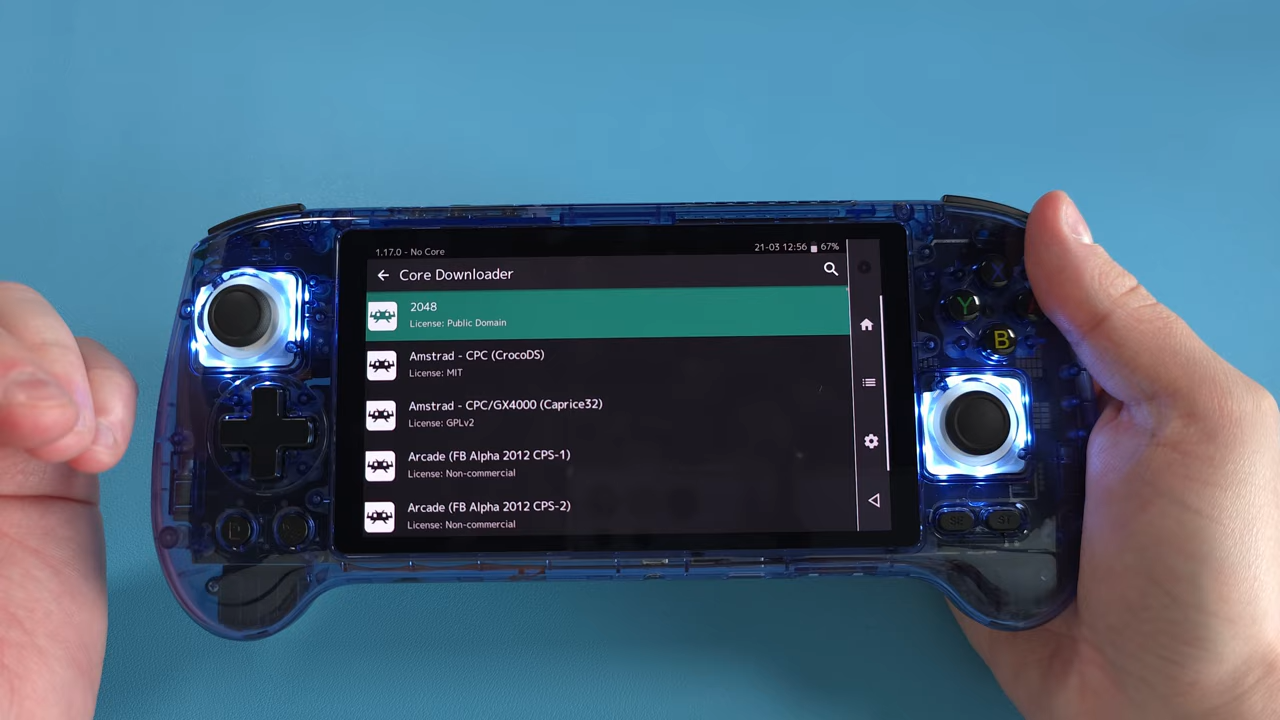 1.17.0 - No Core
21-03 12:56 67%
Core Downloader
2048
License: Public Domain
Amstrad - CPC (CrocoDS)
License: MIT
Amstrad - CPC/GX4000 (Caprice32)
License: GPLv2
Arcade (FB Alpha 2012 CPS-1)
License: Non-commercial
Arcade (FB Alpha 2012 CPS-2)
License: Non-commercial
X
Y
B
SE
ST